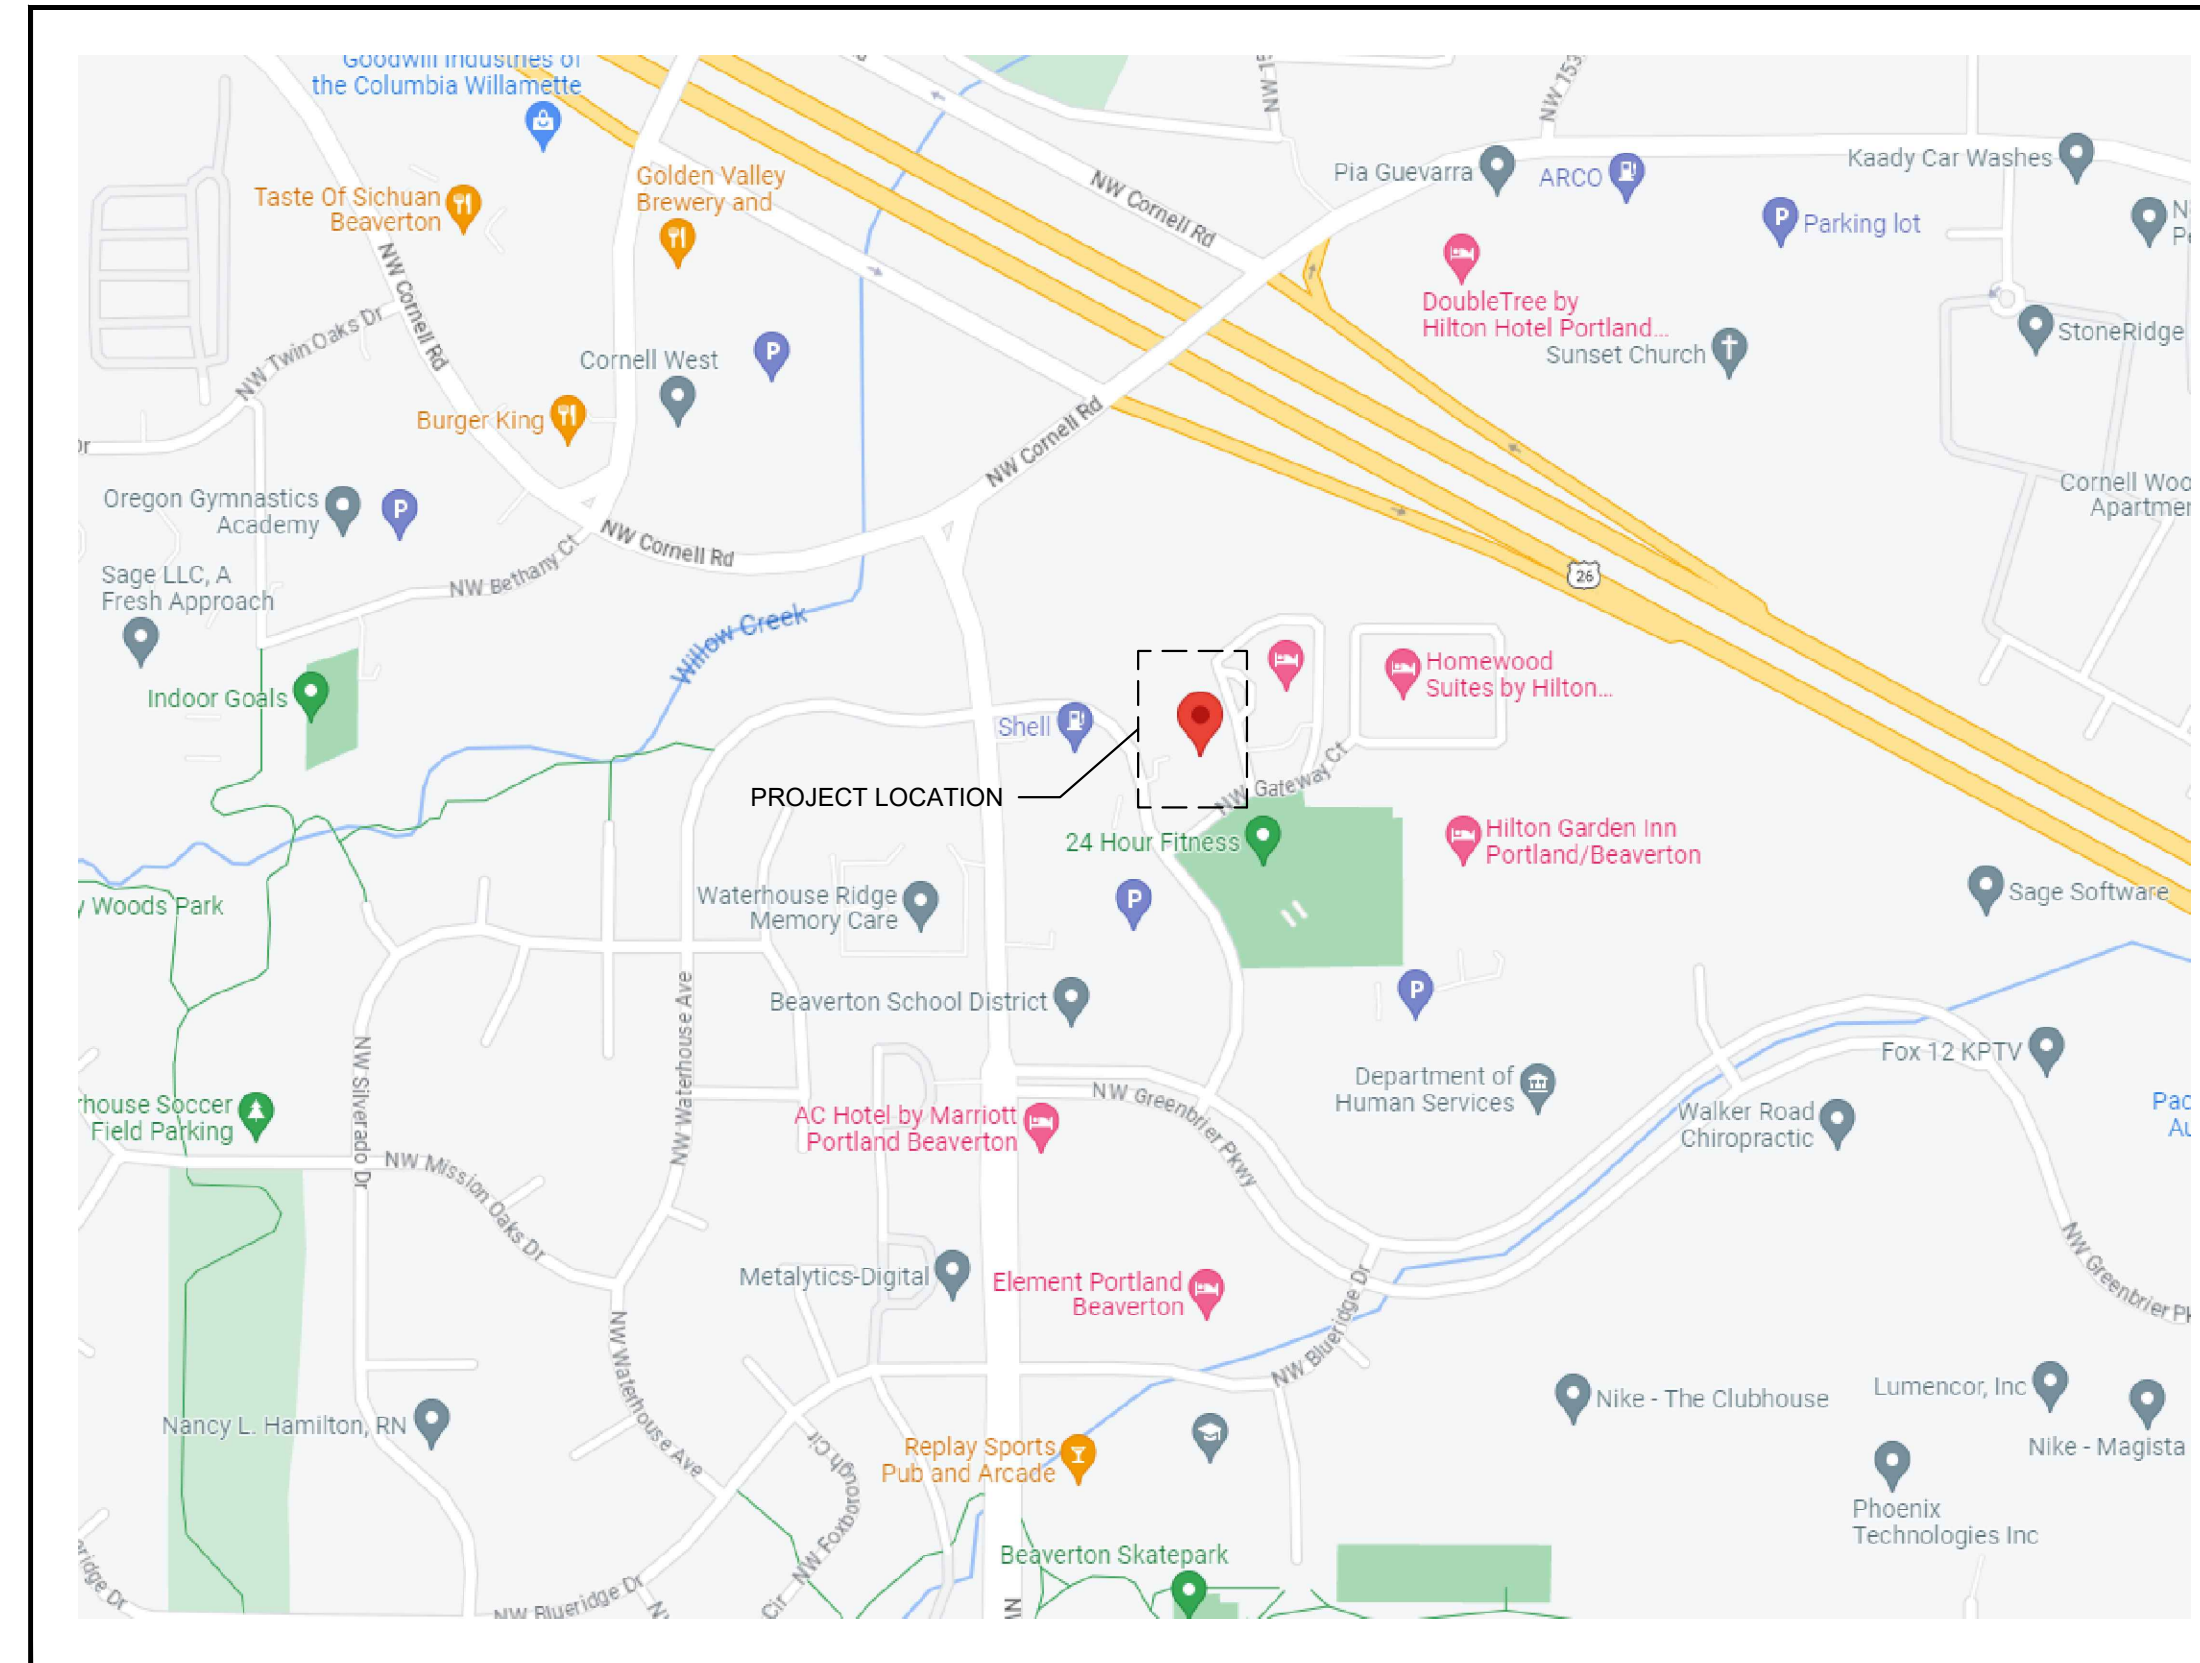 Goodwill Industries of
the Columbia Willamette
Taste Of Sichuan
Beaverton
Golden Valley
Brewery and
NW Cornell Rd
Pia Guevarra
ARCO
Kaady Car Washes
Parking lot
DoubleTree by
Hilton Hotel Portland...
Sunset Church
StoneRidge
NW Cornell Rd
NW Twin Oaks Dr
Cornell West
Burger King
NW Cornell Rd
Oregon Gymnastics
Academy
NW Cornell Rd
NW Bethany Ct
26
Sage LLC, A
Fresh Approach
Willow Creek
Indoor Goals
Shell
Homewood
Suites by Hilton...
PROJECT LOCATION
NW Gateway Ct
24 Hour Fitness
Hilton Garden Inn
Portland/Beaverton
Woods Park
Waterhouse Ridge
Memory Care
Sage Software
Beaverton School District
NW Waterhouse Ave
NW Silverado Dr
Fox 12 KPTV
Department of
Human Services
NW Greenbrier Pkwy
AC Hotel by Marriott
Portland Beaverton
Walker Road
Chiropractic
rhouse Soccer
Field Parking
NW Mission Oaks Dr
Metalytics-Digital
Element Portland
Beaverton
NW Blueridge Dr
NW Greenbrier Pk
NW Waterhouse Ave
Nike - The Clubhouse
Lumencor, Inc
Nike - Magista
Nancy L. Hamilton, RN
Replay Sports
Pub and Arcade
NW Foxborough Cir
Phoenix
Technologies Inc
Beaverton Skatepark
NW Blueridge Dr
eridge Dr
Cir